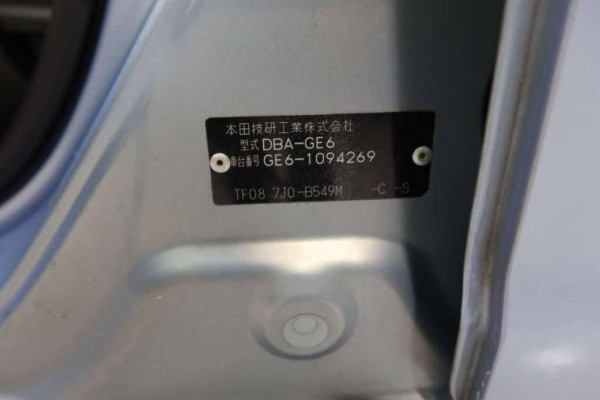 本田技研工業株式会社
型式 DBA-GE6
車台番号 GE6-1094269
TF08 7J0-B549M -C -S